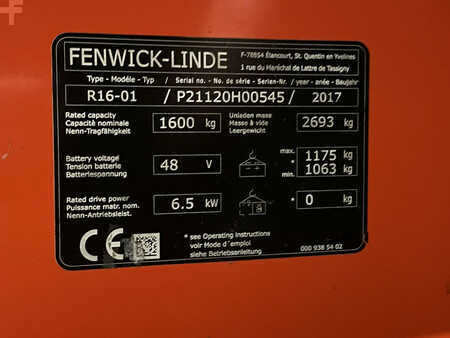 FENWICK-LINDE
F-78854 Élancourt, St. Quentin en Yvelines
1 rue du Maréchal de Lattre de Tassigny
Type - Modèle - Typ / Serial no. - No. de série - Serien-Nr. / year - anée - Baujahr
R16-01 / P21120H00545 / 2017
Rated capacity
Capacité nominale
Nenn-Tragfähigkeit
1600 kg
Unladen mass
Masse à vide
Leergewicht
2693 kg
Battery voltage
Tension batterie
Batteriespannung
48 V
max. 1175 kg
*
min. 1063 kg
Rated drive power
Puissance matr. nom.
Nenn-Antriebsleist.
6.5 kW
* 0 kg
CE
* see Operating instructions
voir Mode d'emploi
siehe Betriebsanleitung
000 938 54 02